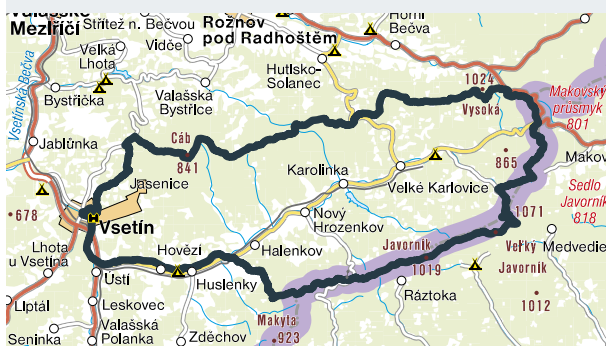 Valašské
Meziříčí
Střítež n. Bečvou
Rožnov
pod Radhoštěm
Horní
Bečva
Velká
Lhota
Vidče
Hutisko-
Solanec
1024
Vysoka
Makovský
průsmyk
801
Bystřička
Valašská
Bystřice
Vsetínská Bečva
Jablůnka
Cáb
841
865
Makov
Karolinka
Velké Karlovice
Sedlo
Javorník
818
Jasenice
678
Vsetín
Nový
Hrozenkov
1071
Veľký
Javorník
Medvedie
Lhota
u Vsetína
Hovězí
Halenkov
Javorník
1019
Ústí
Huslenky
Ráztoka
1012
Liptál
Leskovec
Valašská
Polanka
Seninka
Zděchov
Makyta
923